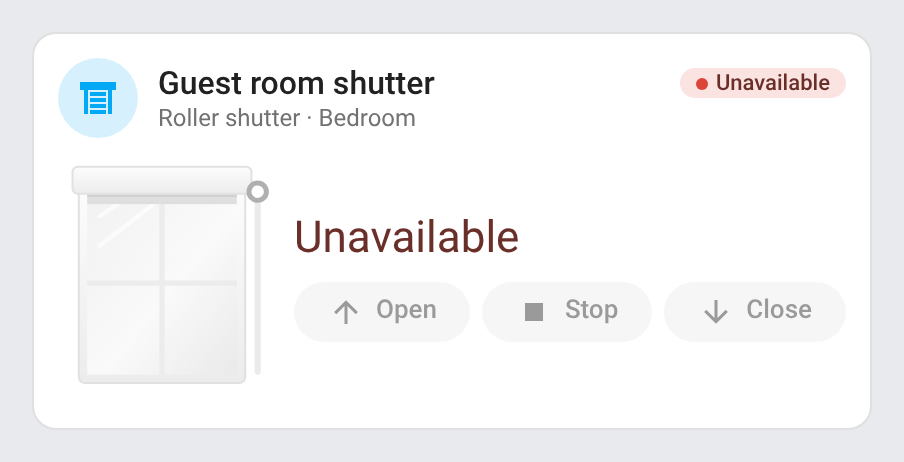 Guest room shutter
Unavailable
Roller shutter · Bedroom
Unavailable
Open
Stop
Close